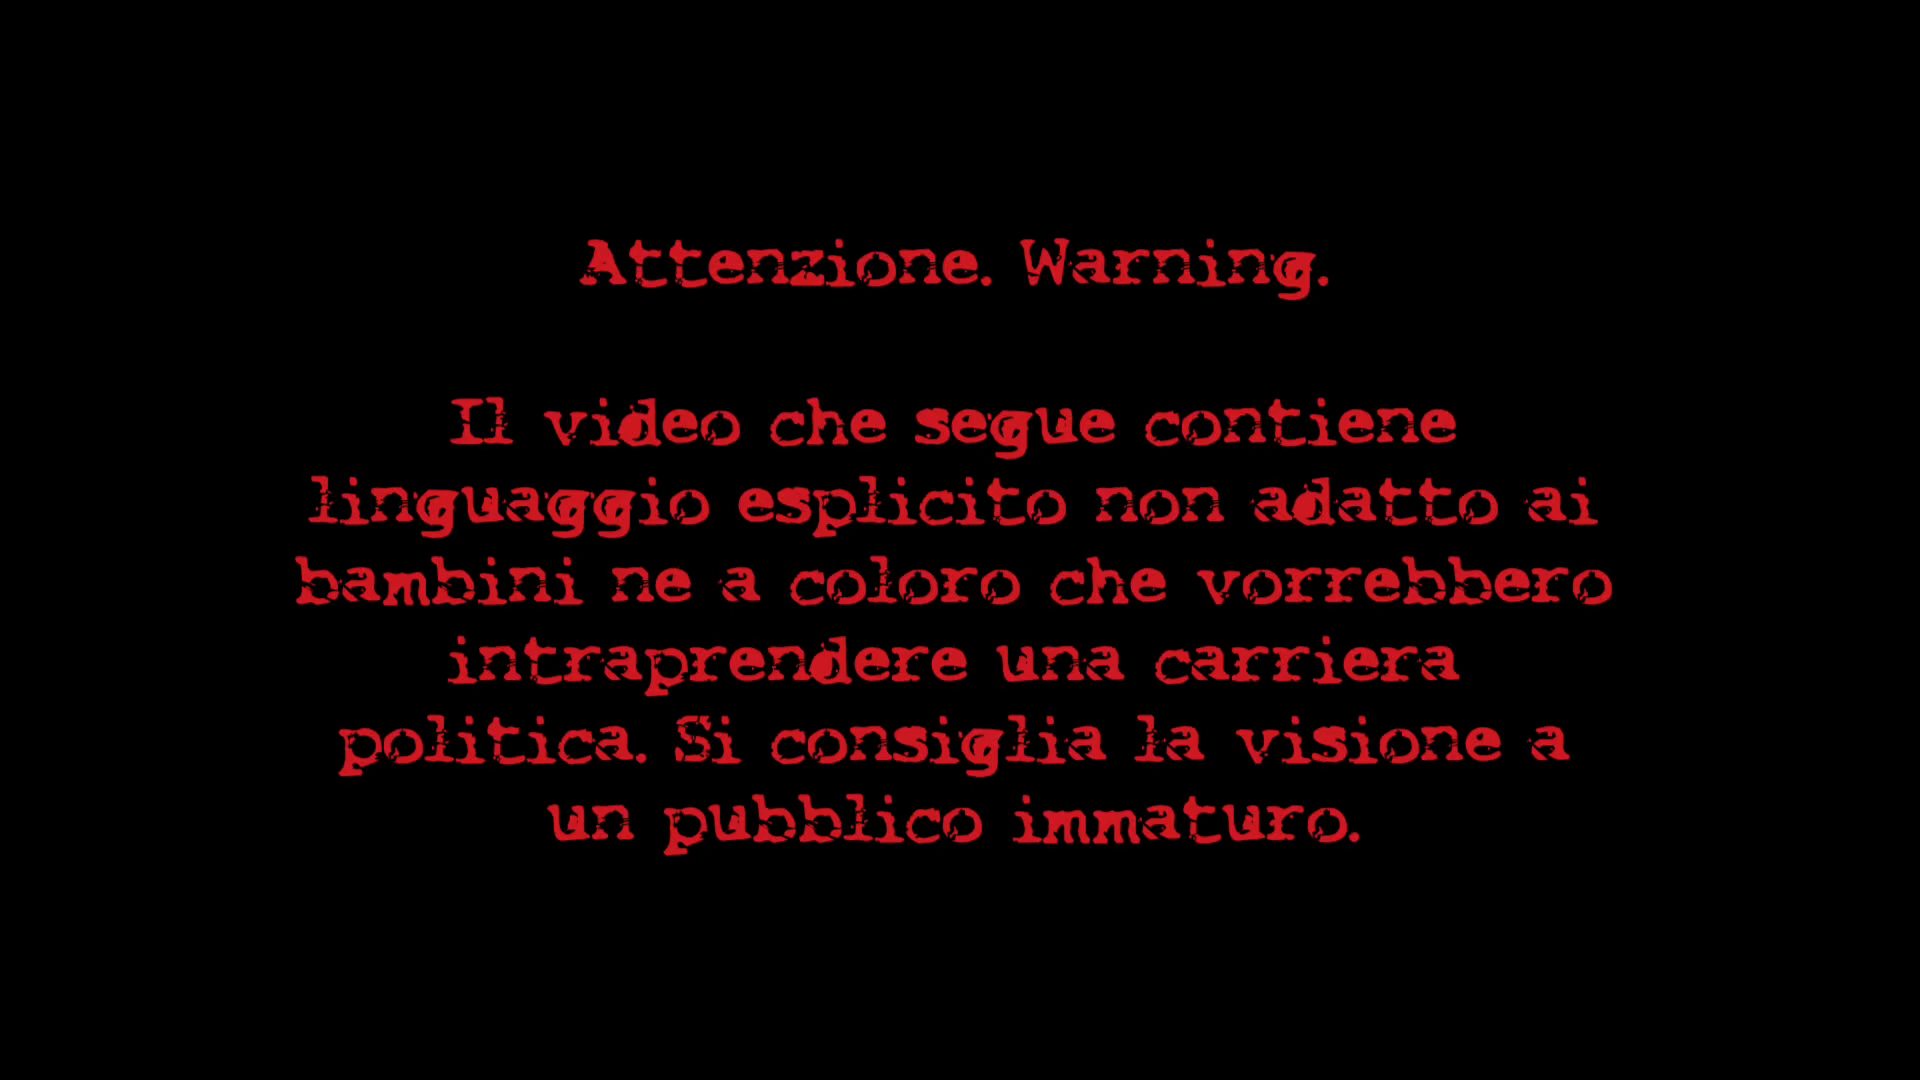 Attenzione. Warning.
Il video che segue contiene
linguaggio esplicito non adatto ai
bambini ne a coloro che vorrebbero
intraprendere una carriera
politica. Si consiglia la visione a
un pubblico immaturo.